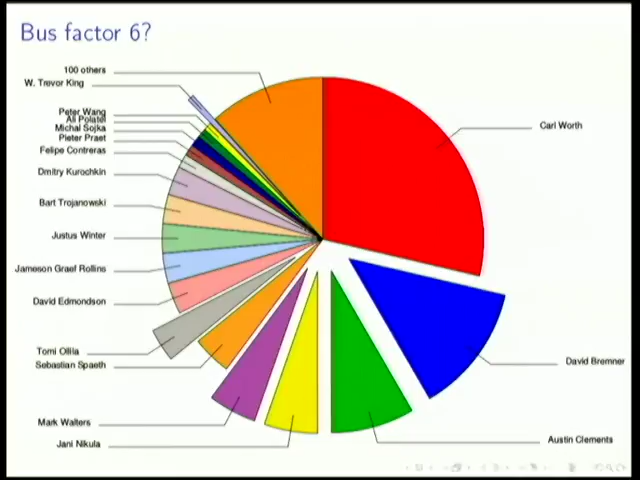 Bus factor 6?
100 others
W. Trevor King
Peter Wang
Ali Polatel
Michal Sojka
Pieter Praet
Felipe Contreras
Dmitry Kurochkin
Bart Trojanowski
Justus Winter
Jameson Graef Rollins
David Edmondson
Tomi Ollila
Sebastian Spaeth
Mark Walters
Jani Nikula
Carl Worth
David Bremner
Austin Clements